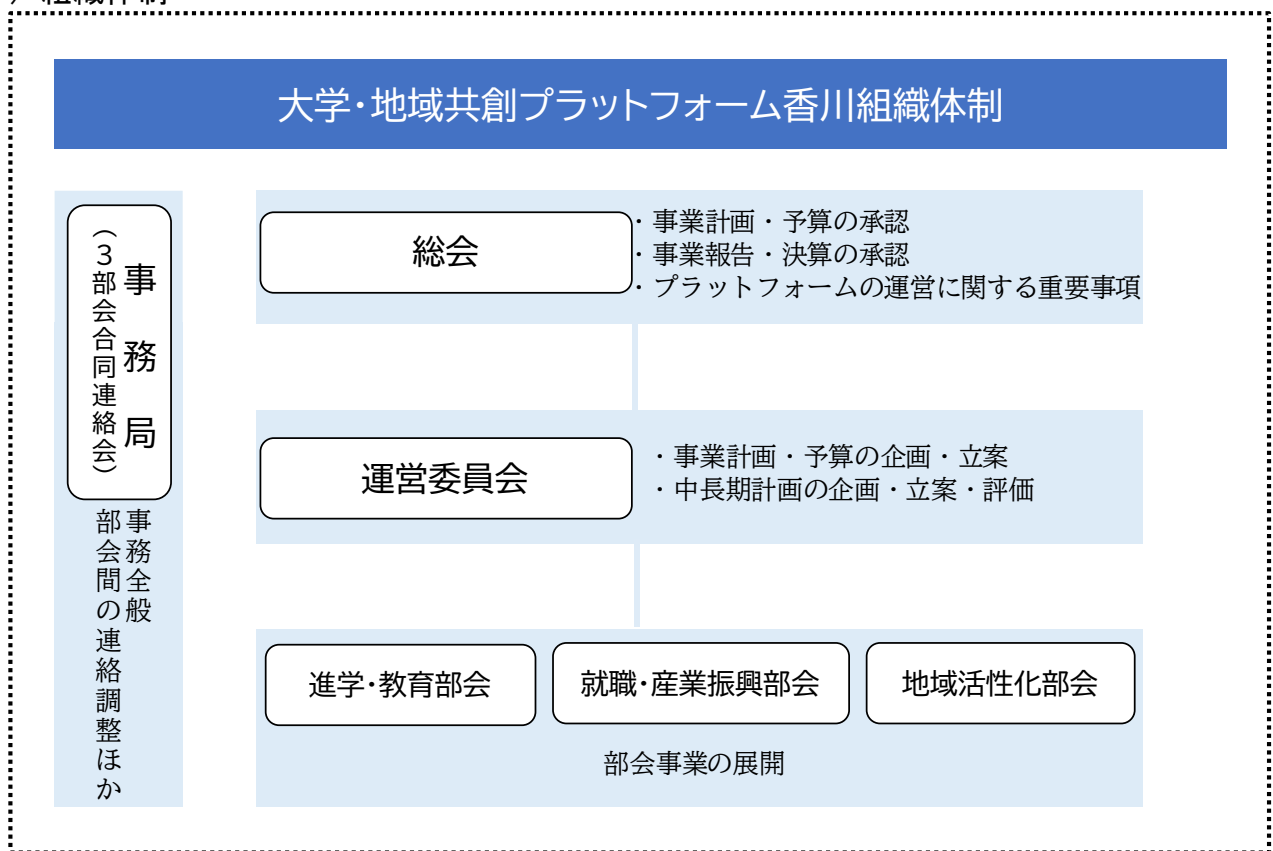 大学・地域共創プラットフォーム香川組織体制
事務局
（３部会合同連絡会）
事務全般
部会間の連絡調整ほか
総会
・事業計画・予算の承認
・事業報告・決算の承認
・プラットフォームの運営に関する重要事項
運営委員会
・事業計画・予算の企画・立案
・中長期計画の企画・立案・評価
進学・教育部会
就職・産業振興部会
地域活性化部会
部会事業の展開